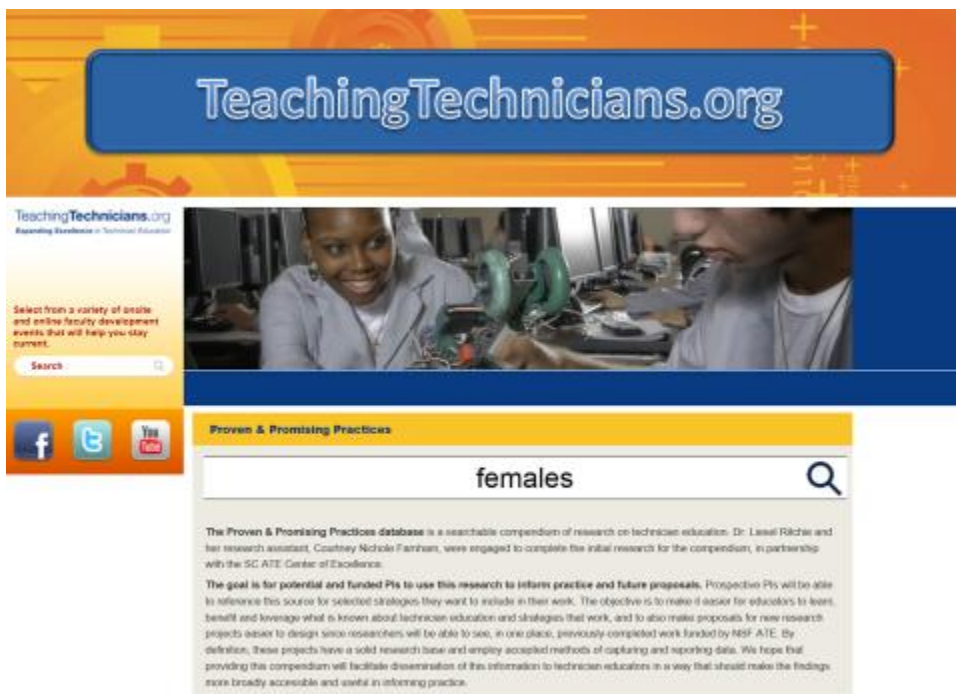 TeachingTechnicians.org
TeachingTechnicians.org
Expanding Excellence in Technical Education
Select from a variety of onsite
and online faculty development
events that will help you stay
current.
Search
f
You
Tube
Proven & Promising Practices
females
The Proven & Promising Practices database is a searchable compendium of research on technician education. Dr. Liesel Ritchie and
her research assistant, Courtney Nichole Farnham, were engaged to complete the initial research for the compendium, in partnership
with the SC ATE Center of Excellence.
The goal is for potential and funded PIs to use this research to inform practice and future proposals. Prospective PIs will be able
to reference this source for selected strategies they want to include in their work. The objective is to make it easier for educators to learn,
benefit and leverage what is known about technician education and strategies that work, and to also make proposals for new research
projects easier to design since researchers will be able to see, in one place, previously completed work funded by NSF ATE. By
definition, these projects have a solid research base and employ accepted methods of capturing and reporting data. We hope that
providing this compendium will facilitate dissemination of this information to technician educators in a way that should make the findings
more broadly accessible and useful in informing practice.